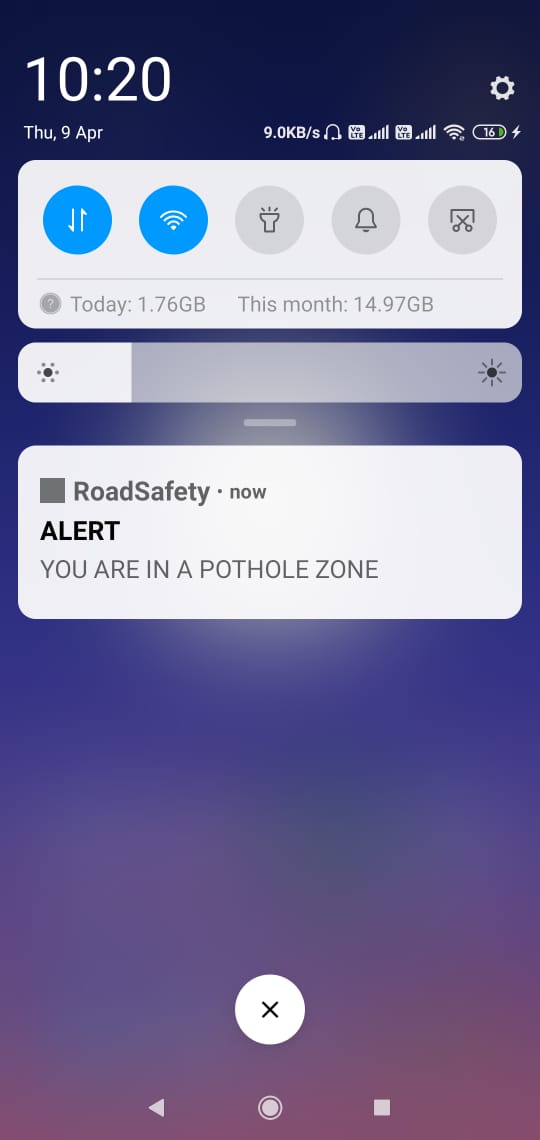 10:20
Thu, 9 Apr 9.0KB/s Vo LTE Vo LTE 16
Today: 1.76GB This month: 14.97GB
RoadSafety · now
ALERT
YOU ARE IN A POTHOLE ZONE